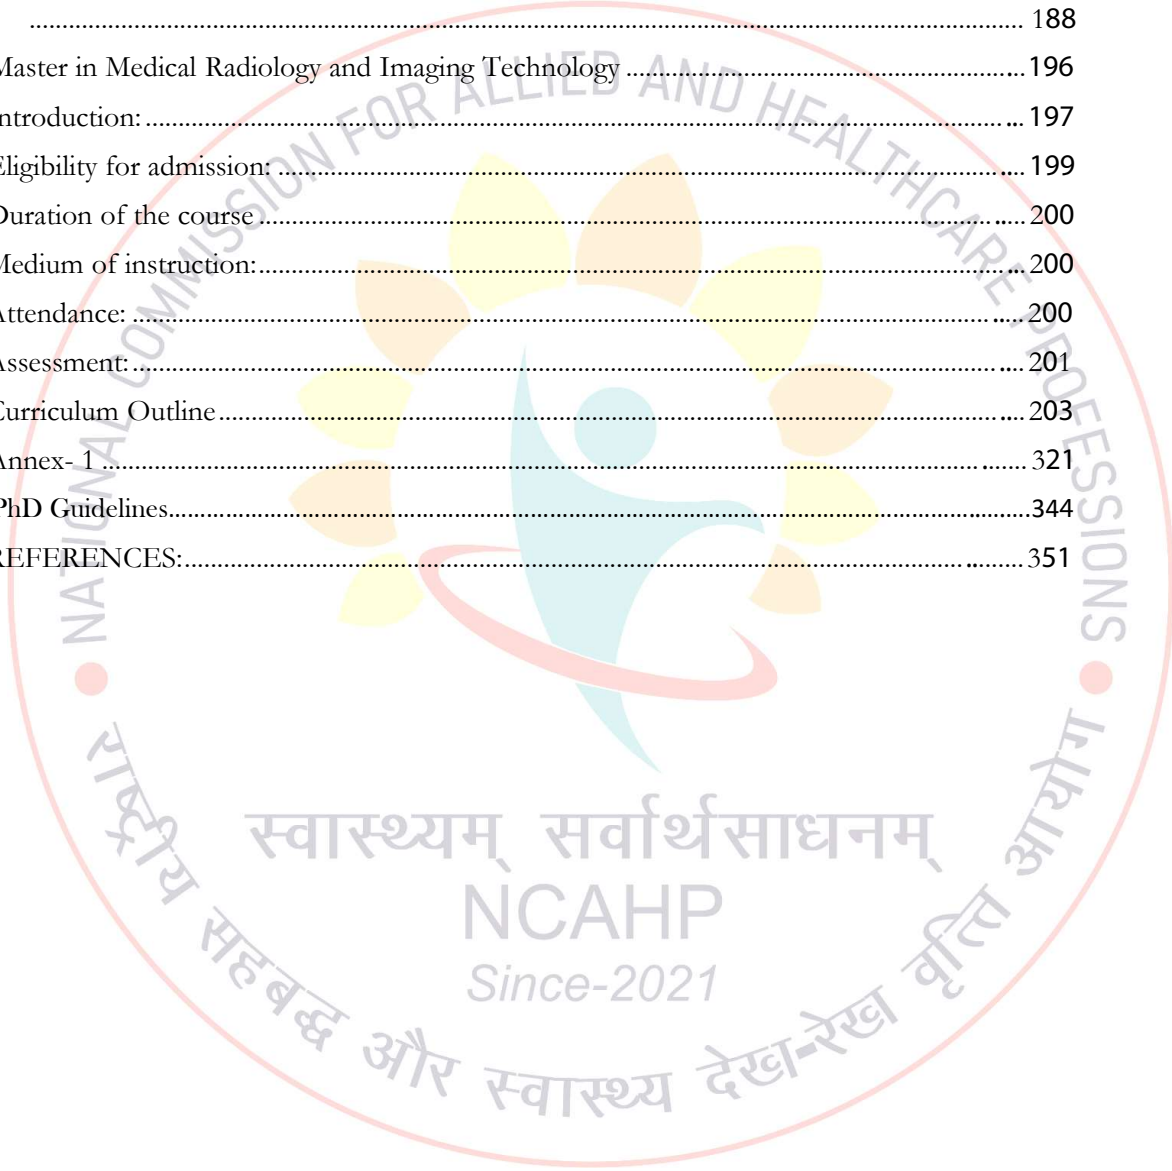 ........................................................................ 188
Master in Medical Radiology and Imaging Technology ........................................ 196
Introduction: ........................................ 197
Eligibility for admission: ........................................ 199
Duration of the course ........................................ 200
Medium of instruction: ........................................ 200
Attendance: ........................................ 200
Assessment: ........................................ 201
Curriculum Outline ........................................ 203
Annex- 1 ........................................ 321
PhD Guidelines ........................................ 344
REFERENCES: ........................................ 351
NATIONAL COMMISSION FOR ALLIED AND HEALTHCARE PROFESSIONS
स्वास्थ्यम् सर्वार्थसाधनम्
NCAHP
Since-2021
राष्ट्रीय सहबद्ध और स्वास्थ्य देख-रेख वृत्ति आयोग